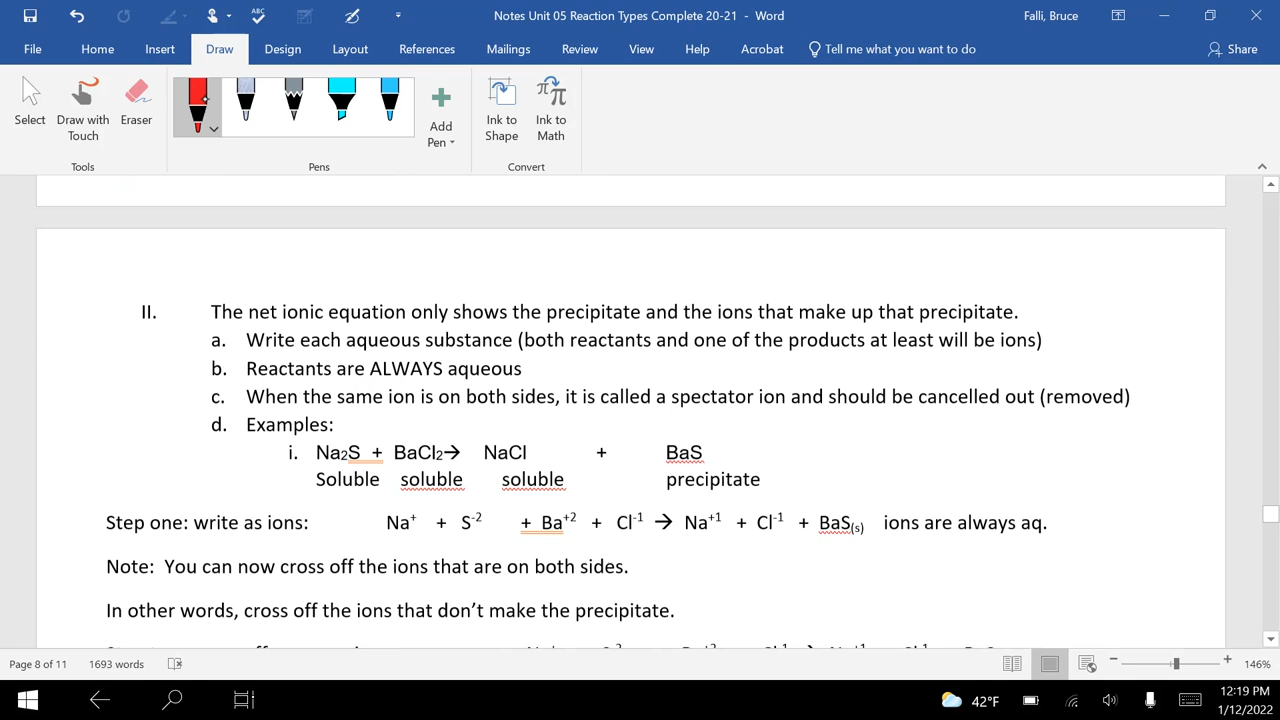 Notes Unit 05 Reaction Types Complete 20-21 - Word
Falli, Bruce
File Home Insert Draw Design Layout References Mailings Review View Help Acrobat Tell me what you want to do Share
Select
Draw with Touch
Eraser
Add Pen
Ink to Shape
Ink to Math
Tools Pens Convert
II. The net ionic equation only shows the precipitate and the ions that make up that precipitate.
a. Write each aqueous substance (both reactants and one of the products at least will be ions)
b. Reactants are ALWAYS aqueous
c. When the same ion is on both sides, it is called a spectator ion and should be cancelled out (removed)
d. Examples:
i. Na₂S + BaCl₂→ NaCl + BaS
Soluble soluble soluble precipitate
Step one: write as ions: Na⁺ + S⁻² + Ba⁺² + Cl⁻¹ → Na⁺¹ + Cl⁻¹ + BaS₍s₎ ions are always aq.
Note: You can now cross off the ions that are on both sides.
In other words, cross off the ions that don't make the precipitate.
Page 8 of 11 1693 words 146%
42°F
12:19 PM
1/12/2022